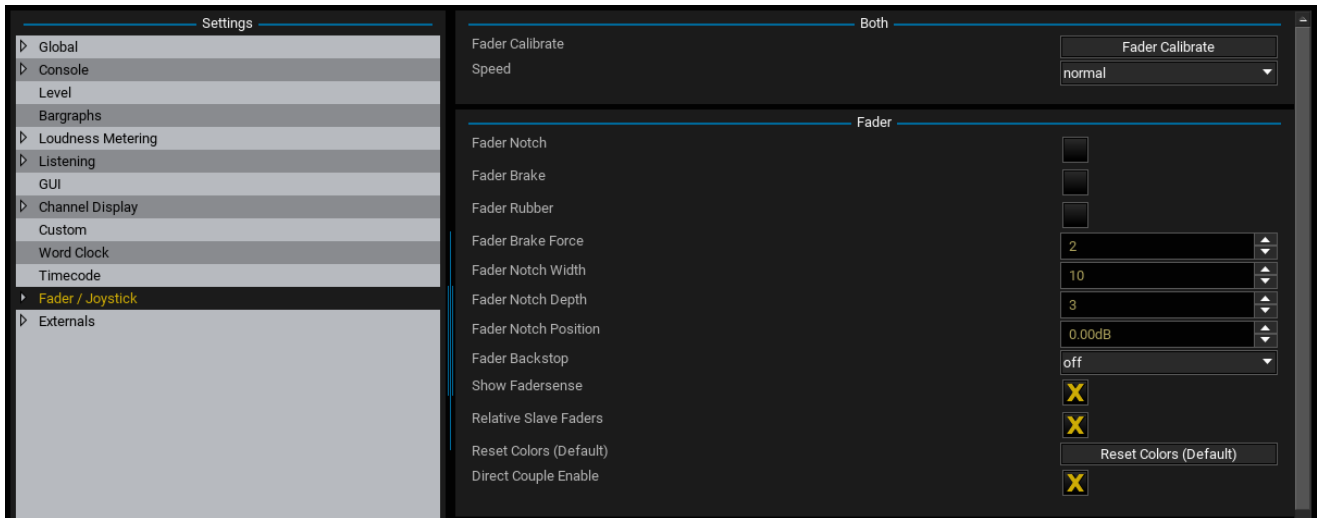 Settings
Global
Console
Level
Bargraphs
Loudness Metering
Listening
GUI
Channel Display
Custom
Word Clock
Timecode
Fader / Joystick
Externals
Both
Fader Calibrate Fader Calibrate
Speed normal
Fader
Fader Notch
Fader Brake
Fader Rubber
Fader Brake Force 2
Fader Notch Width 10
Fader Notch Depth 3
Fader Notch Position 0.00dB
Fader Backstop off
Show Fadersense X
Relative Slave Faders X
Reset Colors (Default) Reset Colors (Default)
Direct Couple Enable X